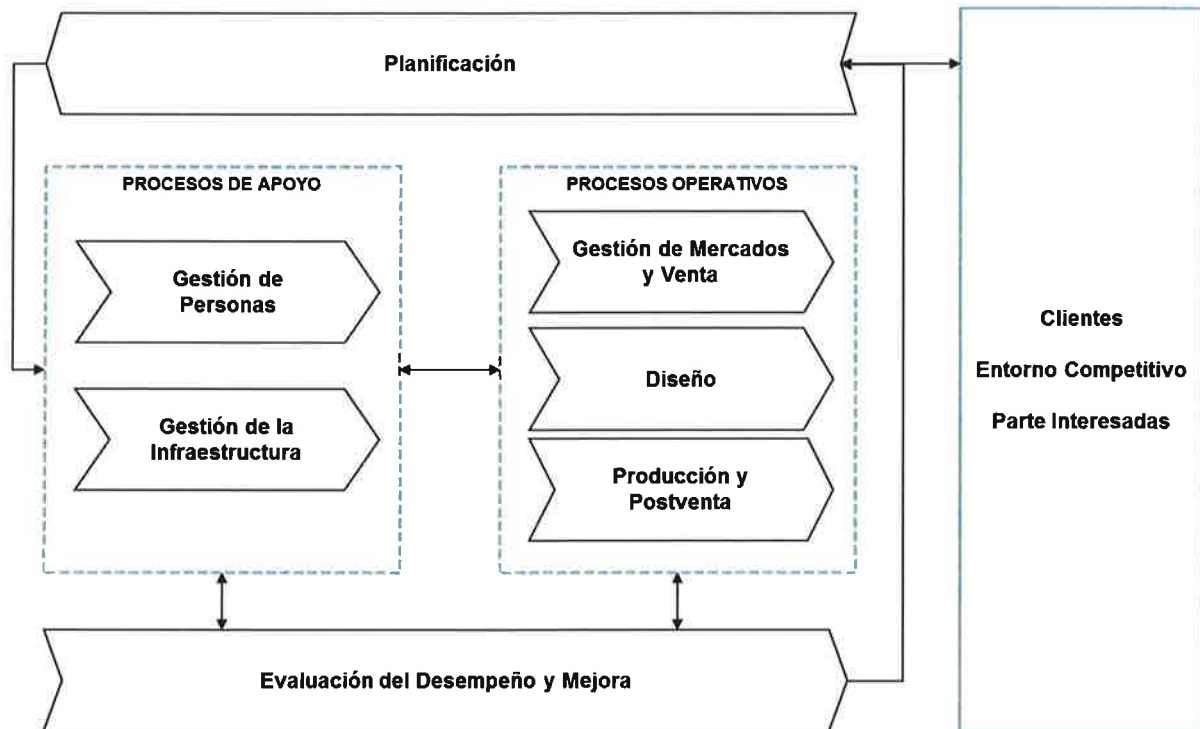 Planificación
PROCESOS DE APOYO
Gestión de
Personas
Gestión de la
Infraestructura
PROCESOS OPERATIVOS
Gestión de Mercados
y Venta
Diseño
Producción y
Postventa
Evaluación del Desempeño y Mejora
Clientes
Entorno Competitivo
Parte Interesadas